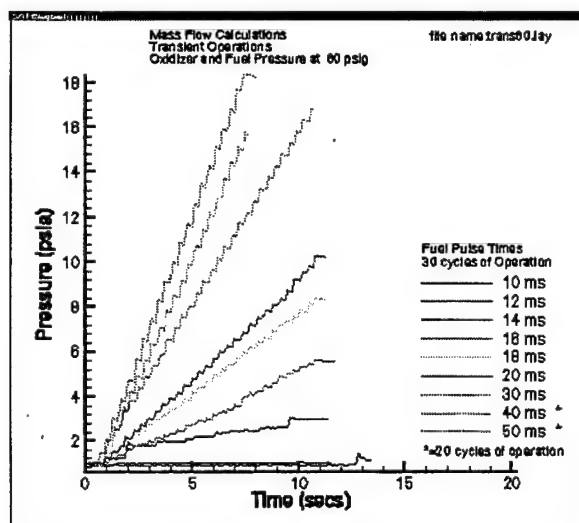 Mass Flow Calculations
Transient Operations
Oxidizer and Fuel Pressure at 60 psig
file name:trans60.lay
18
16
14
12
10
8
6
4
2
Pressure (psia)
0
5
10
15
20
Time (secs)
Fuel Pulse Times
30 cycles of Operation
10 ms
12 ms
14 ms
16 ms
18 ms
20 ms
30 ms
40 ms *
50 ms *
*=20 cycles of operation